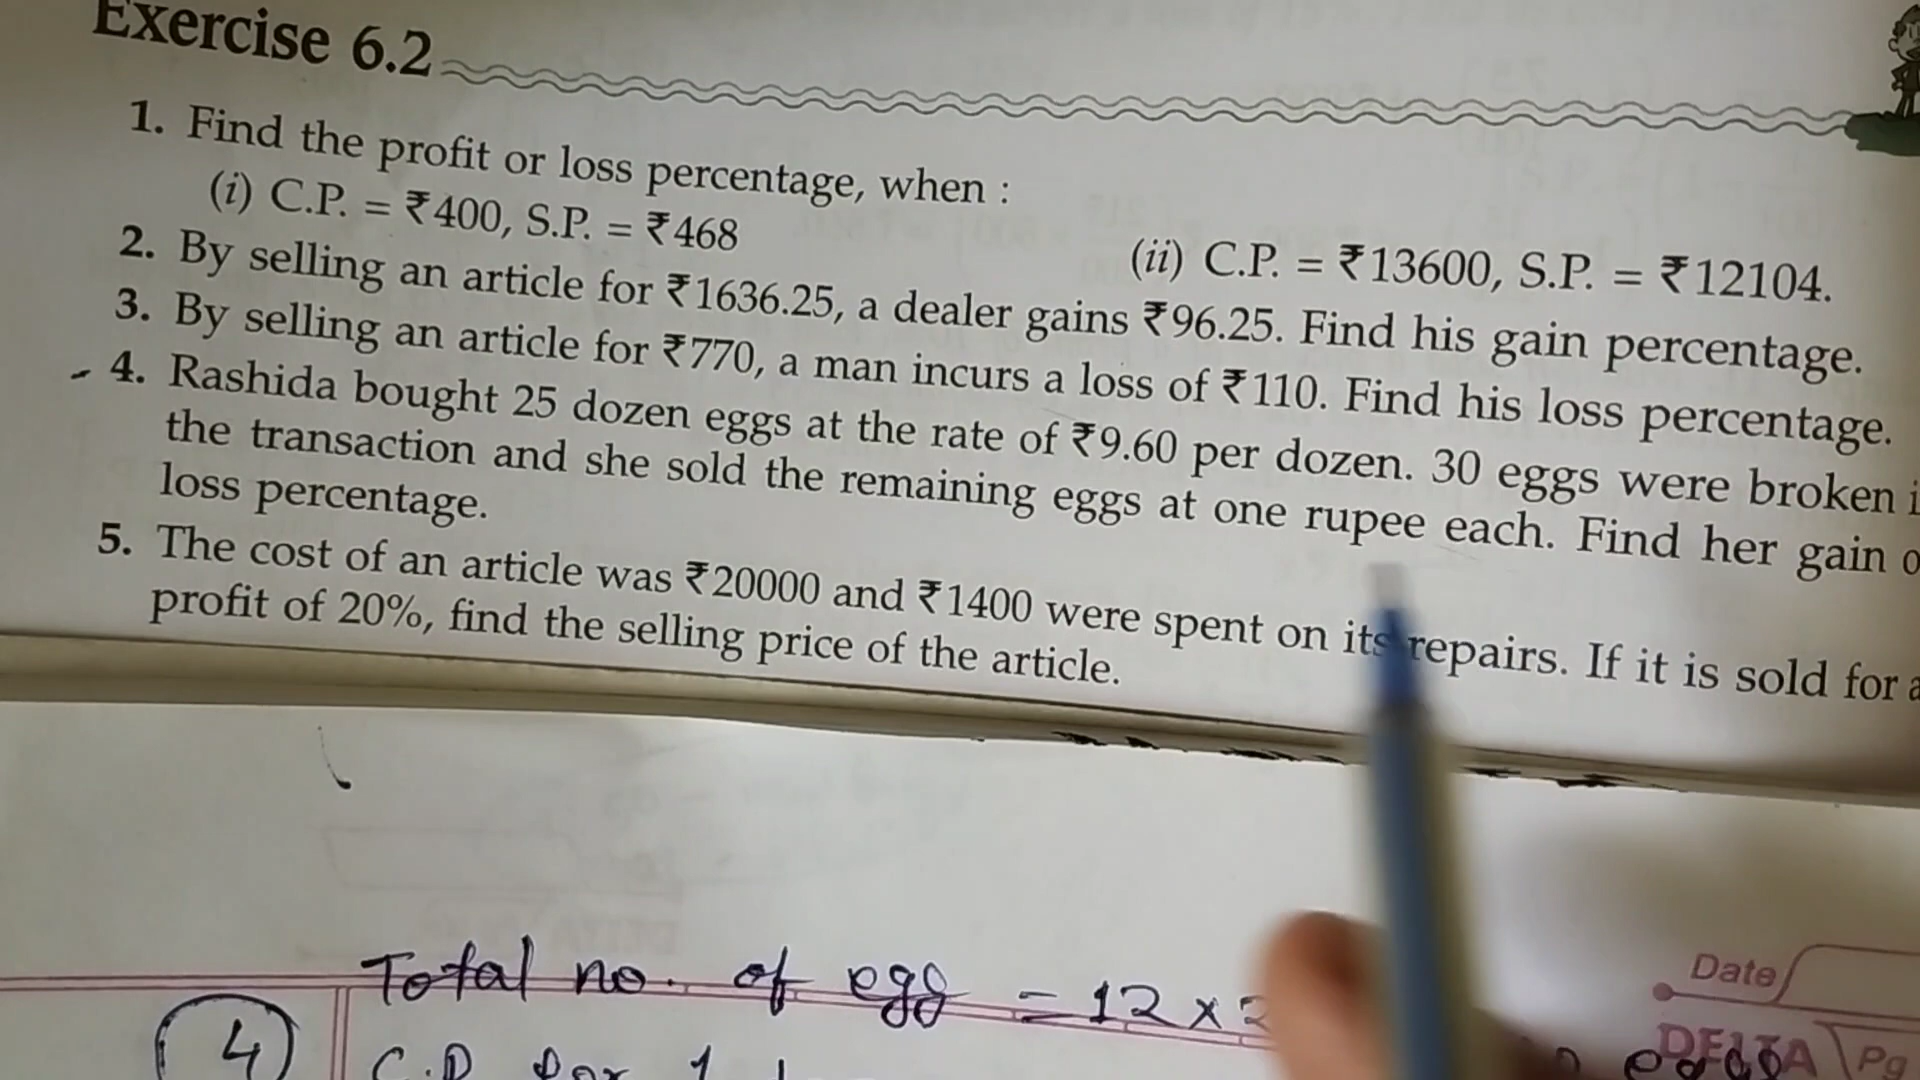 Exercise 6.2
1. Find the profit or loss percentage, when :
(i) C.P. = ₹400, S.P. = ₹468
(ii) C.P. = ₹13600, S.P. = ₹12104.
2. By selling an article for ₹1636.25, a dealer gains ₹96.25. Find his gain percentage.
3. By selling an article for ₹770, a man incurs a loss of ₹110. Find his loss percentage.
4. Rashida bought 25 dozen eggs at the rate of ₹9.60 per dozen. 30 eggs were broken
the transaction and she sold the remaining eggs at one rupee each. Find her gain
loss percentage.
5. The cost of an article was ₹20000 and ₹1400 were spent on its repairs. If it is sold for a
profit of 20%, find the selling price of the article.
Total no. of egg = 12 x
Date
DELTA Pg
4 C.P for 1